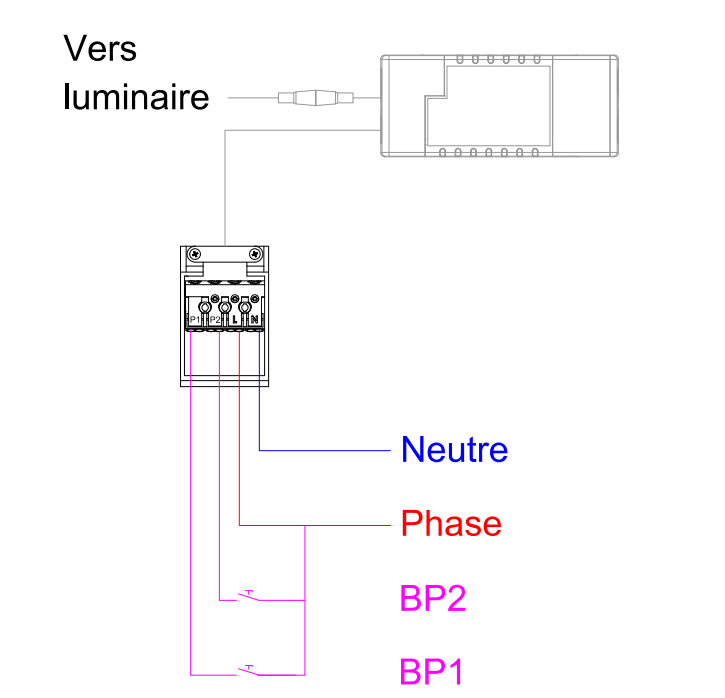 Vers
luminaire
P1 P2 L N
Neutre
Phase
BP2
BP1